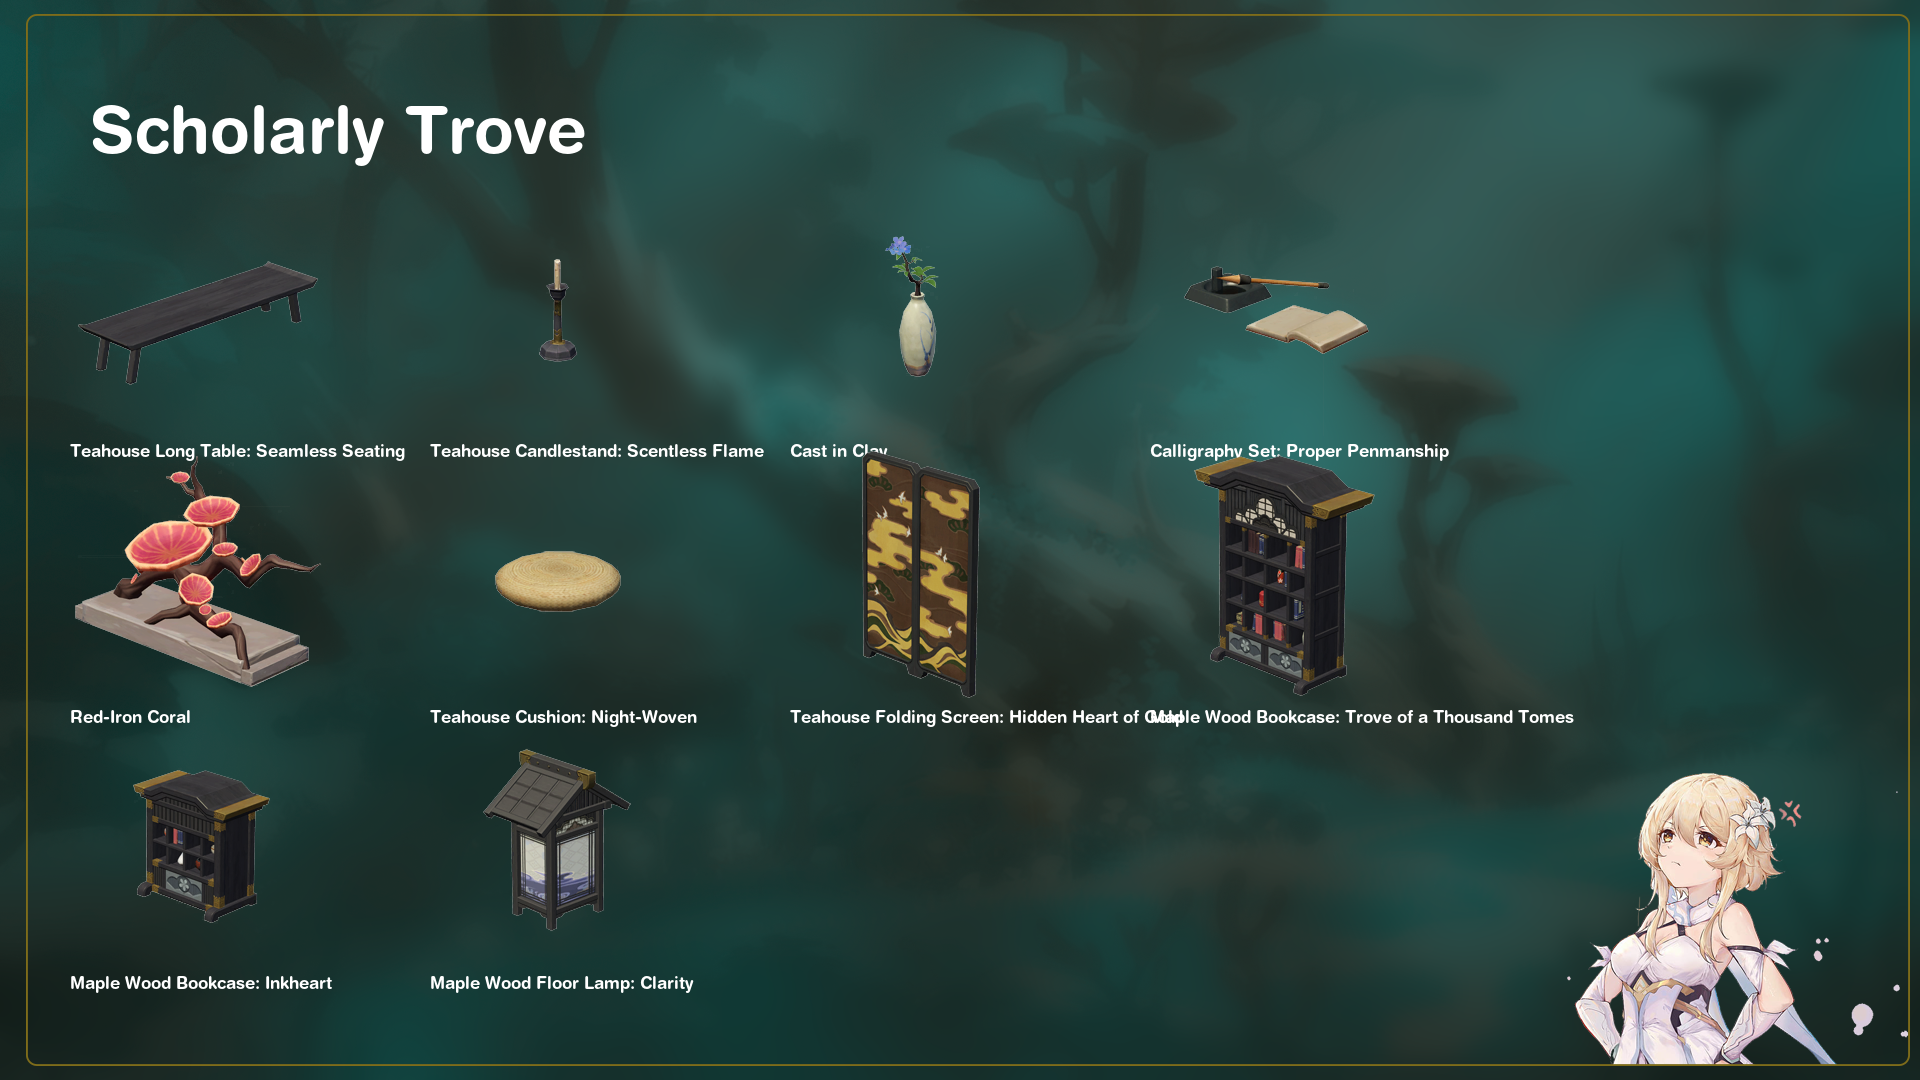 Scholarly Trove
Teahouse Long Table: Seamless Seating
Teahouse Candlestand: Scentless Flame
Cast in Clay
Calligraphy Set: Proper Penmanship
Red-Iron Coral
Teahouse Cushion: Night-Woven
Teahouse Folding Screen: Hidden Heart of Gold
Maple Wood Bookcase: Trove of a Thousand Tomes
Maple Wood Bookcase: Inkheart
Maple Wood Floor Lamp: Clarity